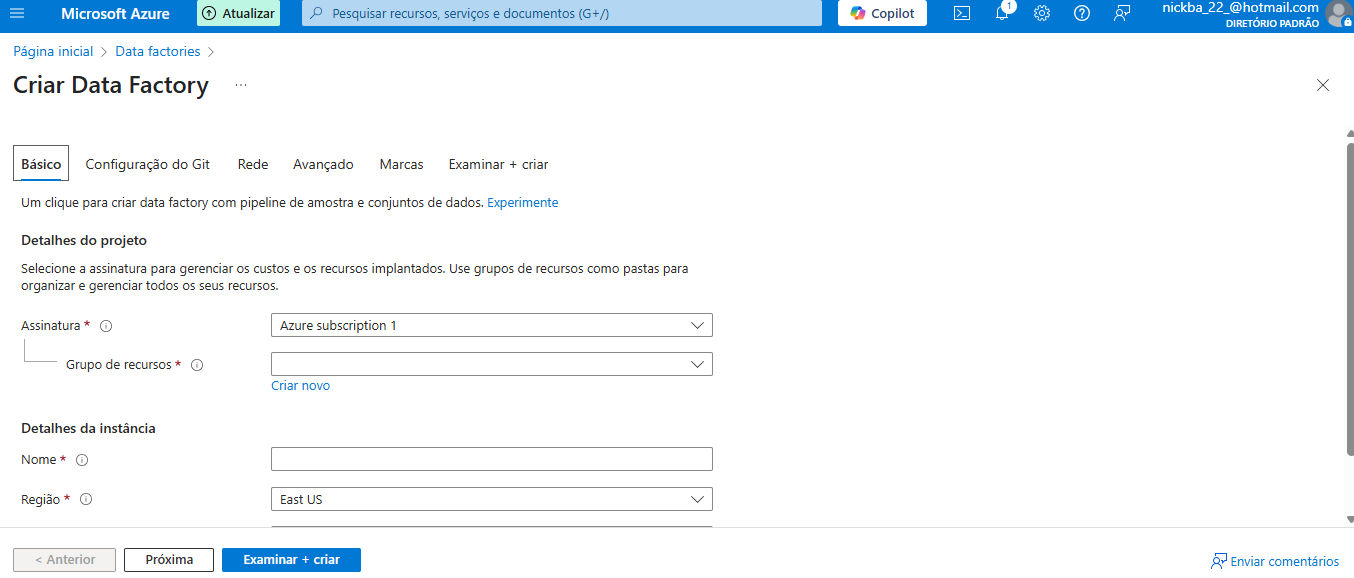 Microsoft Azure
Atualizar
Pesquisar recursos, serviços e documentos (G+/)
Copilot
1
nickba_22_@hotmail.com
DIRETÓRIO PADRÃO
Página inicial > Data factories >
Criar Data Factory ...
Básico Configuração do Git Rede Avançado Marcas Examinar + criar
Um clique para criar data factory com pipeline de amostra e conjuntos de dados. Experimente
Detalhes do projeto
Selecione a assinatura para gerenciar os custos e os recursos implantados. Use grupos de recursos como pastas para
organizar e gerenciar todos os seus recursos.
Assinatura * Azure subscription 1
Grupo de recursos *
Criar novo
Detalhes da instância
Nome *
Região * East US
< Anterior Próxima Examinar + criar Enviar comentários